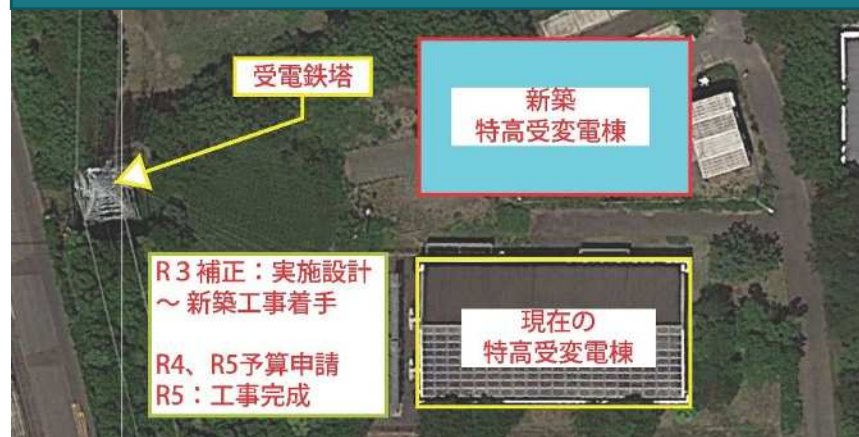 受電鉄塔
新築
特高受変電棟
R3補正：実施設計
～ 新築工事着手
R4、R5予算申請
R5：工事完成
現在の
特高受変電棟